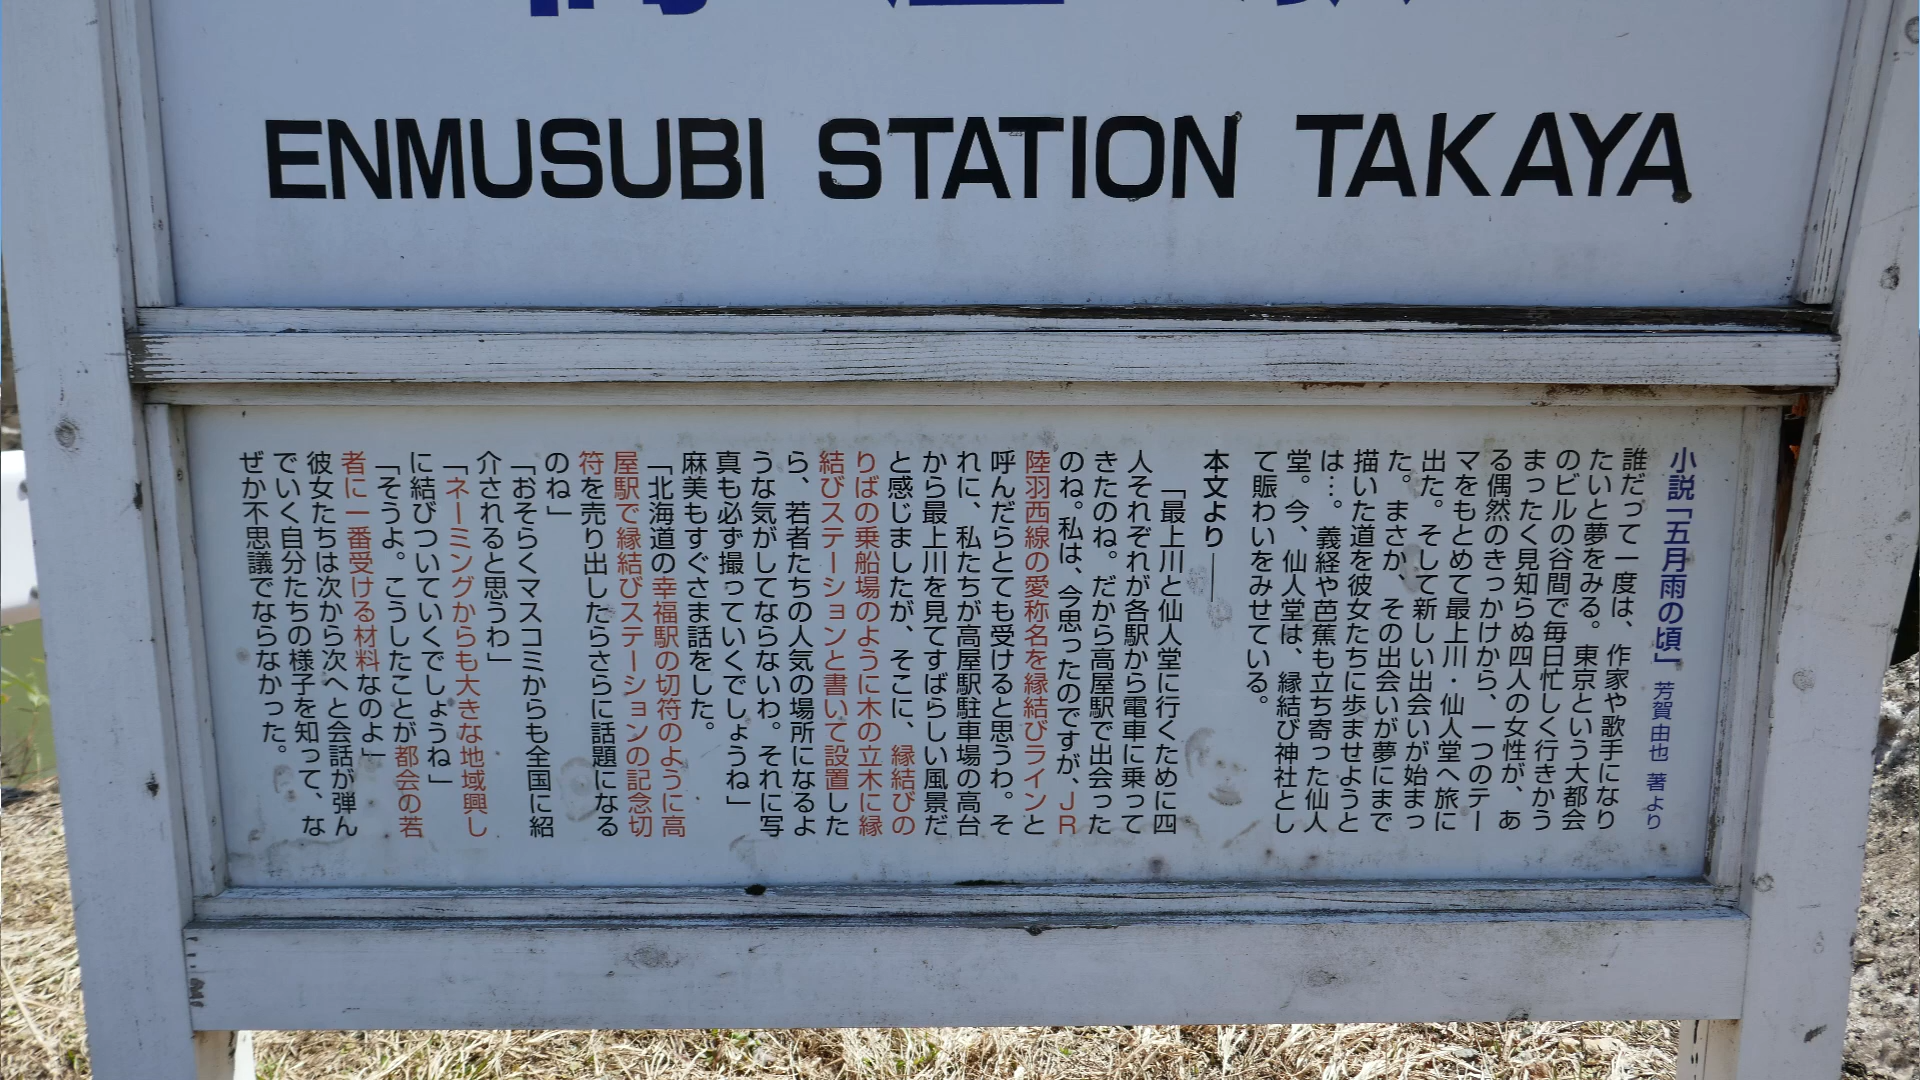 ENMUSUBI STATION TAKAYA
小説「五月雨の頃」 芳賀由也 著より
誰だって一度は、作家や歌手になり
たいと夢をみる。東京という大都会
のビルの谷間で毎日忙しく行きかう
まったく見知らぬ四人の女性が、あ
る偶然のきっかけから、一つのテー
マをもとめて最上川・仙人堂へ旅に
出た。そして新しい出会いが始まっ
た。まさか、その出会いが夢にまで
描いた道を彼女たちに歩ませようと
は…。義経や芭蕉も立ち寄った仙人
堂。今、仙人堂は、縁結び神社とし
て賑わいをみせている。
本文より――
「最上川と仙人堂に行くために四
人それぞれが各駅から電車に乗って
きたのね。だから高屋駅で出会った
のね。私は、今思ったのですが、JR
陸羽西線の愛称名を縁結びラインと
呼んだらとても受けると思うわ。そ
れに、私たちが高屋駅駐車場の高台
から最上川を見てすばらしい風景だ
と感じましたが、そこに、縁結びの
りばの乗船場のように木の立木に縁
結びステーションと書いて設置した
ら、若者たちの人気の場所になるよ
うな気がしてならないわ。それに写
真も必ず撮っていくでしょうね」
麻美もすぐさま話をした。
「北海道の幸福駅の切符のように高
屋駅で縁結びステーションの記念切
符を売り出したらさらに話題になる
のね」
「おそらくマスコミからも全国に紹
介されると思うわ」
「ネーミングからも大きな地域興し
に結びついていくでしょうね」
「そうよ。こうしたことが都会の若
者に一番受ける材料なのよ」
彼女たちは次から次へと会話が弾ん
でいく自分たちの様子を知って、な
ぜか不思議でならなかった。